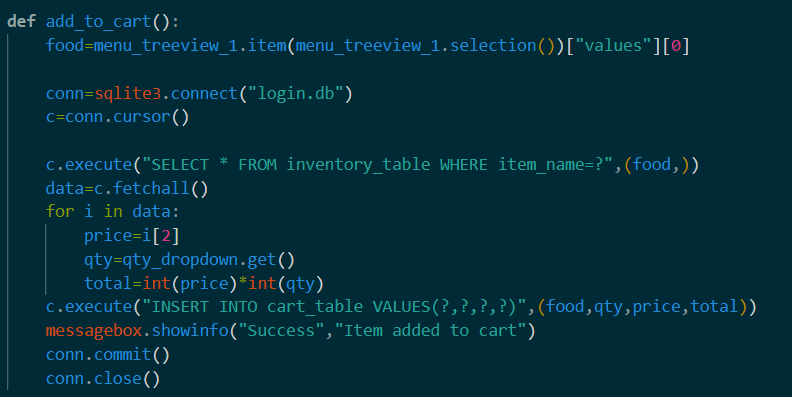 def add_to_cart():
    food=menu_treeview_1.item(menu_treeview_1.selection())["values"][0]
    conn=sqlite3.connect("login.db")
    c=conn.cursor()
    c.execute("SELECT * FROM inventory_table WHERE item_name=?",(food,))
    data=c.fetchall()
    for i in data:
        price=i[2]
        qty=qty_dropdown.get()
        total=int(price)*int(qty)
    c.execute("INSERT INTO cart_table VALUES(?,?,?,?)",(food,qty,price,total))
    messagebox.showinfo("Success","Item added to cart")
    conn.commit()
    conn.close()